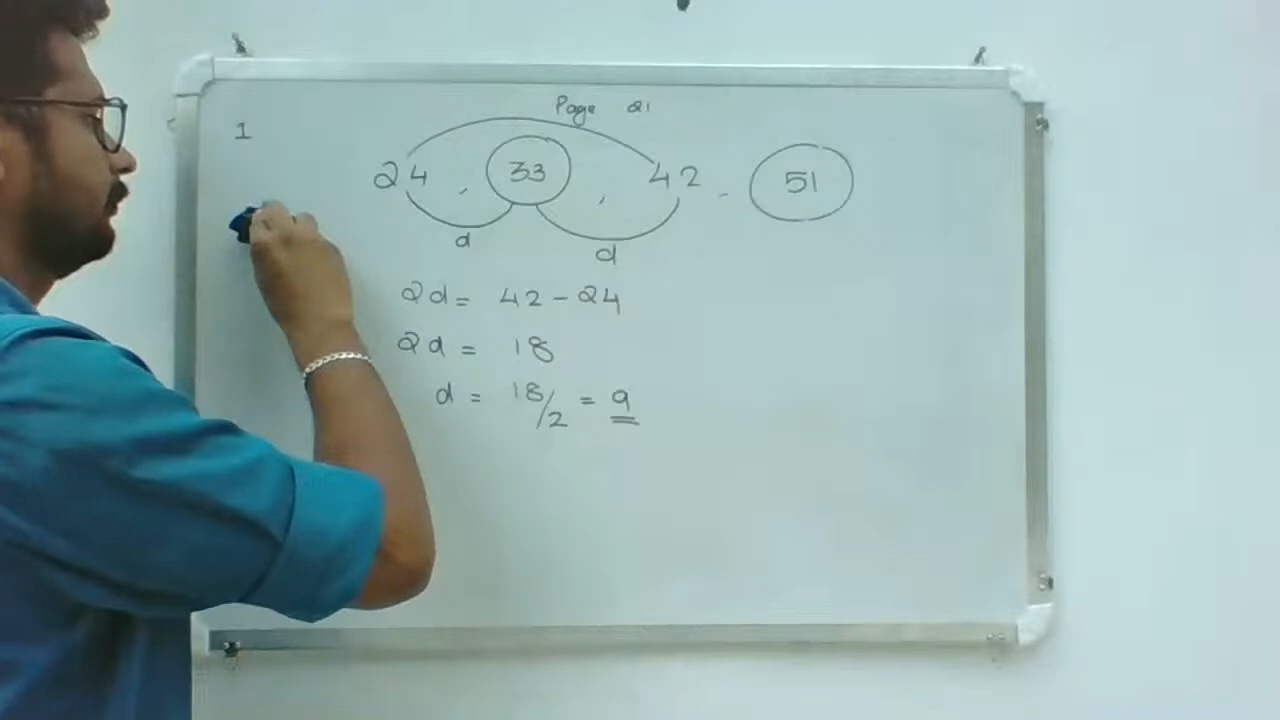 Page 21
1
24 , 33 , 42 , 51
d d
2d = 42 - 24
2d = 18
d = 18/2 = 9